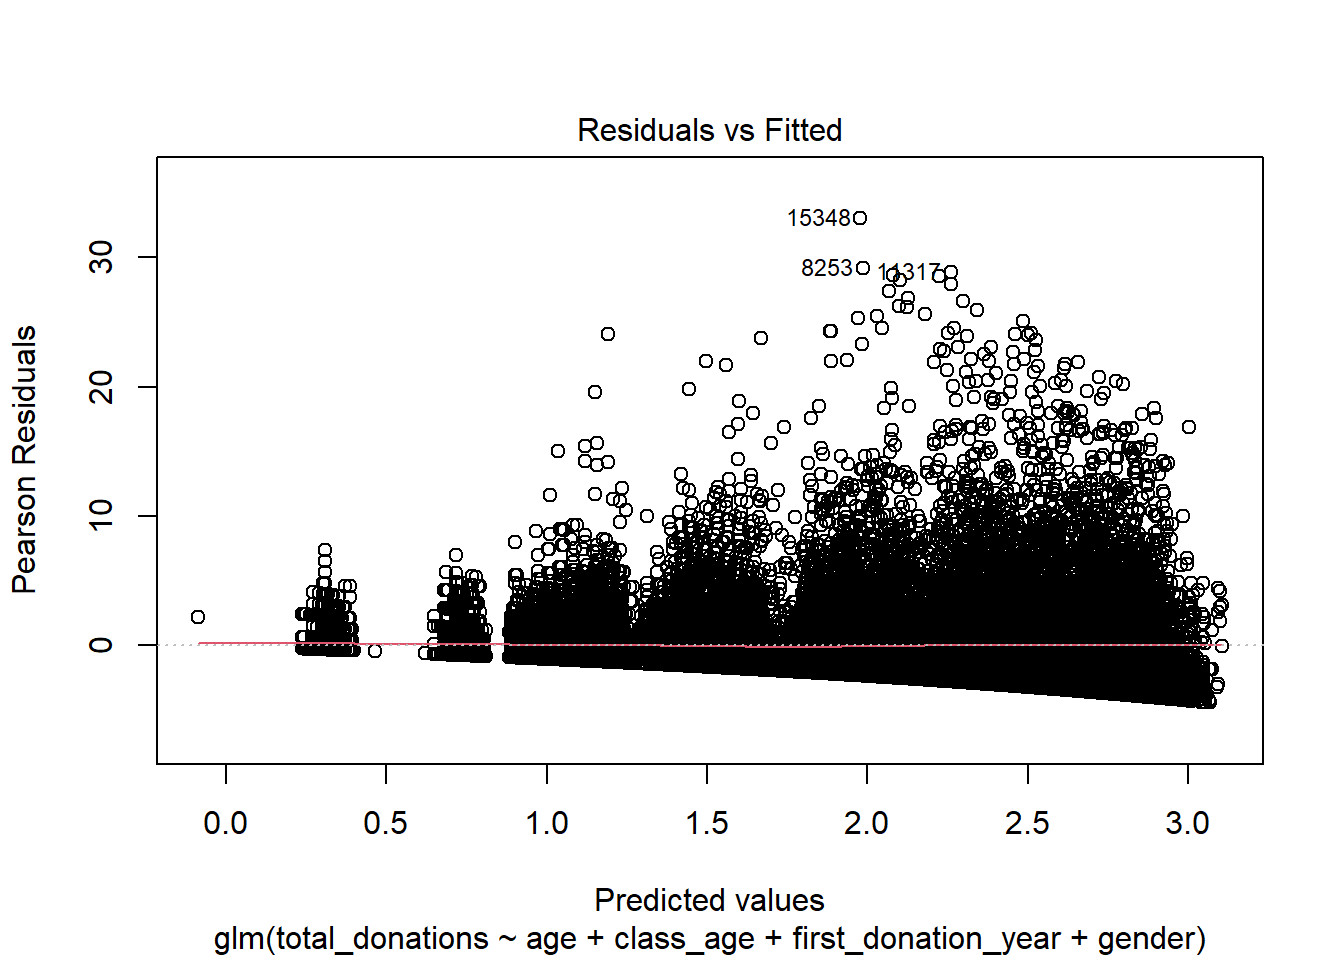 Residuals vs Fitted
Pearson Residuals
30
20
10
0
15348
8253
11317
0.0 0.5 1.0 1.5 2.0 2.5 3.0
Predicted values
glm(total_donations ~ age + class_age + first_donation_year + gender)